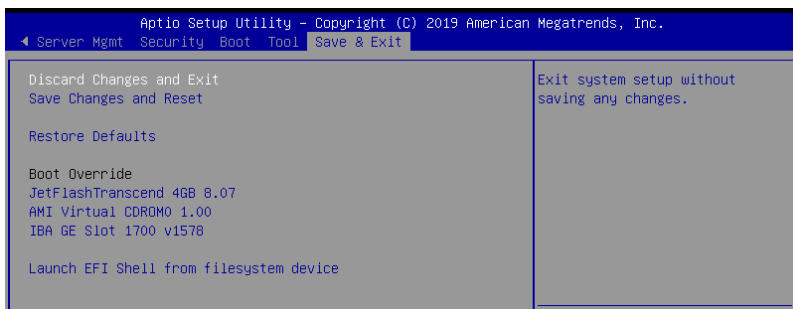 Aptio Setup Utility – Copyright (C) 2019 American Megatrends, Inc.
Server Mgmt Security Boot Tool Save & Exit
Discard Changes and Exit
Save Changes and Reset
Restore Defaults
Boot Override
JetFlashTranscend 4GB 8.07
AMI Virtual CDROM0 1.00
IBA GE Slot 1700 v1578
Launch EFI Shell from filesystem device
Exit system setup without
saving any changes.